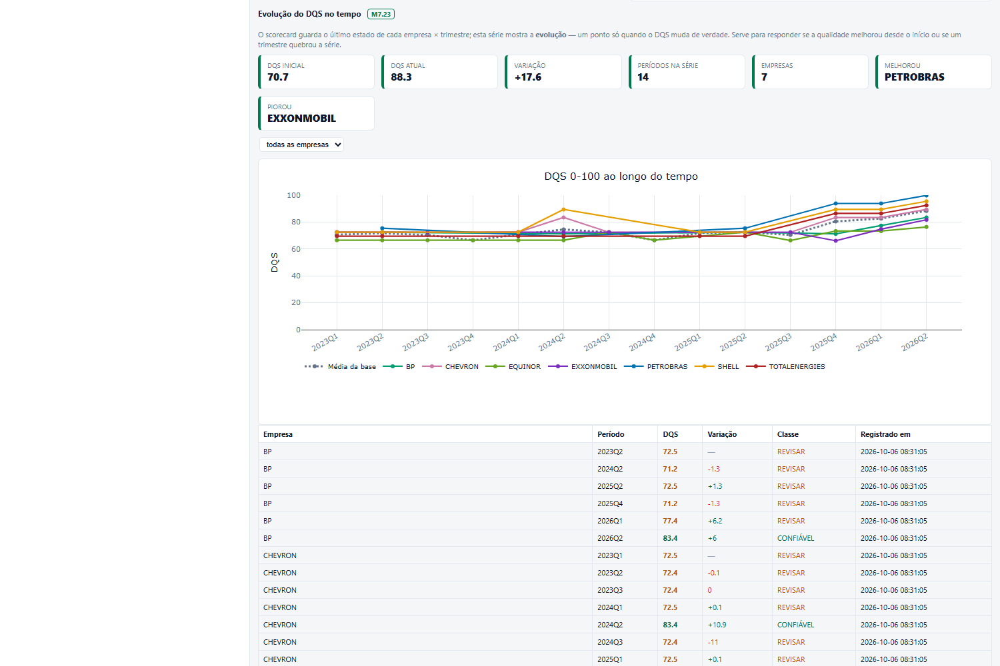 Evolução do DQS no tempo M7.23
O scorecard guarda o último estado de cada empresa × trimestre; esta série mostra a evolução — um ponto só quando o DQS muda de verdade. Serve para responder se a qualidade melhorou desde o início ou se um
trimestre quebrou a série.
DQS INICIAL
70.7
DQS ATUAL
88.3
VARIAÇÃO
+17.6
PERÍODOS NA SÉRIE
14
EMPRESAS
7
MELHOROU
PETROBRAS
PIOROU
EXXONMOBIL
todas as empresas
DQS 0-100 ao longo do tempo
100
80
60
40
20
0
DQS
2023Q1 2023Q2 2023Q3 2023Q4 2024Q1 2024Q2 2024Q3 2024Q4 2025Q1 2025Q2 2025Q3 2025Q4 2026Q1 2026Q2
Média da base BP CHEVRON EQUINOR EXXONMOBIL PETROBRAS SHELL TOTALENERGIES
Empresa Período DQS Variação Classe Registrado em
BP 2023Q2 72.5 — REVISAR 2026-10-06 08:31:05
BP 2024Q2 71.2 -1.3 REVISAR 2026-10-06 08:31:05
BP 2025Q2 72.5 +1.3 REVISAR 2026-10-06 08:31:05
BP 2025Q4 71.2 -1.3 REVISAR 2026-10-06 08:31:05
BP 2026Q1 77.4 +6.2 REVISAR 2026-10-06 08:31:05
BP 2026Q2 83.4 +6 CONFIÁVEL 2026-10-06 08:31:05
CHEVRON 2023Q1 72.5 — REVISAR 2026-10-06 08:31:05
CHEVRON 2023Q2 72.4 -0.1 REVISAR 2026-10-06 08:31:05
CHEVRON 2023Q3 72.4 0 REVISAR 2026-10-06 08:31:05
CHEVRON 2024Q1 72.5 +0.1 REVISAR 2026-10-06 08:31:05
CHEVRON 2024Q2 83.4 +10.9 CONFIÁVEL 2026-10-06 08:31:05
CHEVRON 2024Q3 72.4 -11 REVISAR 2026-10-06 08:31:05
CHEVRON 2025Q1 72.5 +0.1 REVISAR 2026-10-06 08:31:05